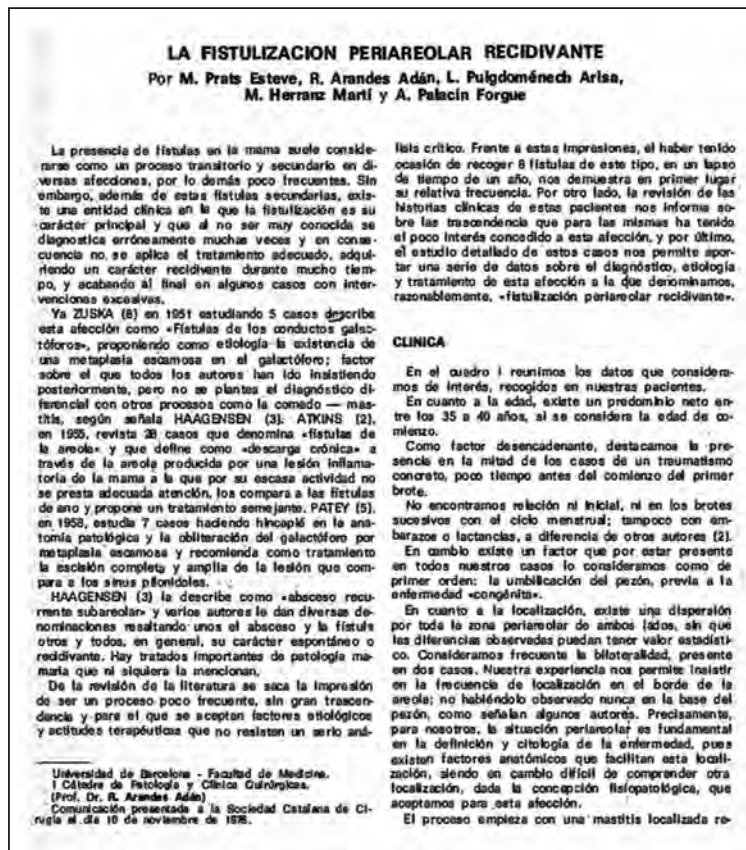 LA FISTULIZACION PERIAREOLAR RECIDIVANTE
Por M. Prats Esteve, R. Arandes Adán, L. Puigdoménech Arisa,
M. Herranz Martí y A. Palacín Forgue
La presencia de fístulas en la mama suele conside-
rarse como un proceso transitorio y secundario en di-
versas afecciones, por lo demás poco frecuentes. Sin
embargo, además de estas fístulas secundarias, exis-
te una entidad clínica en la que la fistulización es su
carácter principal y que al no ser muy conocida se
diagnostica erróneamente muchas veces y en conse-
cuencia no se aplica el tratamiento adecuado, adqui-
riendo un carácter recidivante durante mucho tiem-
po, y acabando al final en algunos casos con inter-
venciones excesivas.
Ya ZUSKA (8) en 1951 estudiando 5 casos describe
esta afección como «Fístulas de los conductos galac-
tóforos», proponiendo como etiología la existencia de
una metaplasia escamosa en el galactóforo; factor
sobre el que todos los autores han ido insistiendo
posteriormente, pero no se plantea el diagnóstico di-
ferencial con otros procesos como la comedo — mas-
titis, según señala HAAGENSEN (3). ATKINS (2),
en 1955, revista 28 casos que denomina «fístulas de
la areola» y que define como «descarga crónica» a
través de la areola producida por una lesión inflama-
toria de la mama a la que por su escasa actividad no
se presta adecuada atención, los compara a las fístulas
de ano y propone un tratamiento semejante. PATEY (5),
en 1958, estudia 7 casos haciendo hincapié en la ana-
tomía patológica y la obliteración del galactóforo por
metaplasia escamosa y recomienda como tratamiento
la escisión completa y amplia de la lesión que com-
para a los sinus pilonidales.
HAAGENSEN (3) la describe como «absceso recu-
rrente subareolar» y varios autores le dan diversas de-
nominaciones resaltando unos el absceso y la fístula
otros y todos, en general, su carácter espontáneo o
recidivante. Hay tratados importantes de patología ma-
maria que ni siquiera la mencionan.
De la revisión de la literatura se saca la impresión
de ser un proceso poco frecuente, sin gran trascen-
dencia y para el que se aceptan factores etiológicos
y actitudes terapéuticas que no resisten un serio aná-
Universidad de Barcelona - Facultad de Medicina.
I Cátedra de Patología y Clínica Quirúrgicas.
(Prof. Dr. R. Arandes Adán)
Comunicación presentada a la Sociedad Catalana de Ci-
rugía el día 10 de noviembre de 1975.
lisis crítico. Frente a estas impresiones, el haber tenido
ocasión de recoger 8 fístulas de este tipo, en un lapso
de tiempo de un año, nos demuestra en primer lugar
su relativa frecuencia. Por otro lado, la revisión de las
historias clínicas de estas pacientes nos informa so-
bre las trascendencia que para las mismas ha tenido
el poco interés concedido a esta afección, y por último,
el estudio detallado de estos casos nos permite apor-
tar una serie de datos sobre el diagnóstico, etiología
y tratamiento de esta afección a la que denominamos,
razonablemente, «fistulización periareolar recidivante».
CLINICA
En el cuadro I reunimos los datos que considera-
mos de interés, recogidos en nuestras pacientes.
En cuanto a la edad, existe un predominio neto en-
tre los 35 a 40 años, si se considera la edad de co-
mienzo.
Como factor desencadenante, destacamos la pre-
sencia en la mitad de los casos de un traumatismo
concreto, poco tiempo antes del comienzo del primer
brote.
No encontramos relación ni inicial, ni en los brotes
sucesivos con el ciclo menstrual; tampoco con em-
barazos o lactancias, a diferencia de otros autores (2).
En cambio existe un factor que por estar presente
en todos nuestros casos lo consideramos como de
primer orden: la umbilicación del pezón, previa a la
enfermedad «congénita».
En cuanto a la localización, existe una dispersión
por toda la zona periareolar de ambos lados, sin que
las diferencias observadas puedan tener valor estadísti-
co. Consideramos frecuente la bilateralidad, presente
en dos casos. Nuestra experiencia nos permite insistir
en la frecuencia de localización en el borde de la
areola; no habiéndolo observado nunca en la base del
pezón, como señalan algunos autores. Precisamente,
para nosotros, la situación periareolar es fundamental
en la definición y citología de la enfermedad, pues
existen factores anatómicos que facilitan esta locali-
zación, siendo en cambio difícil de comprender otra
localización, dada la concepción fisiopatológica, que
aceptamos para esta afección.
El proceso empieza con una mastitis localizada re-